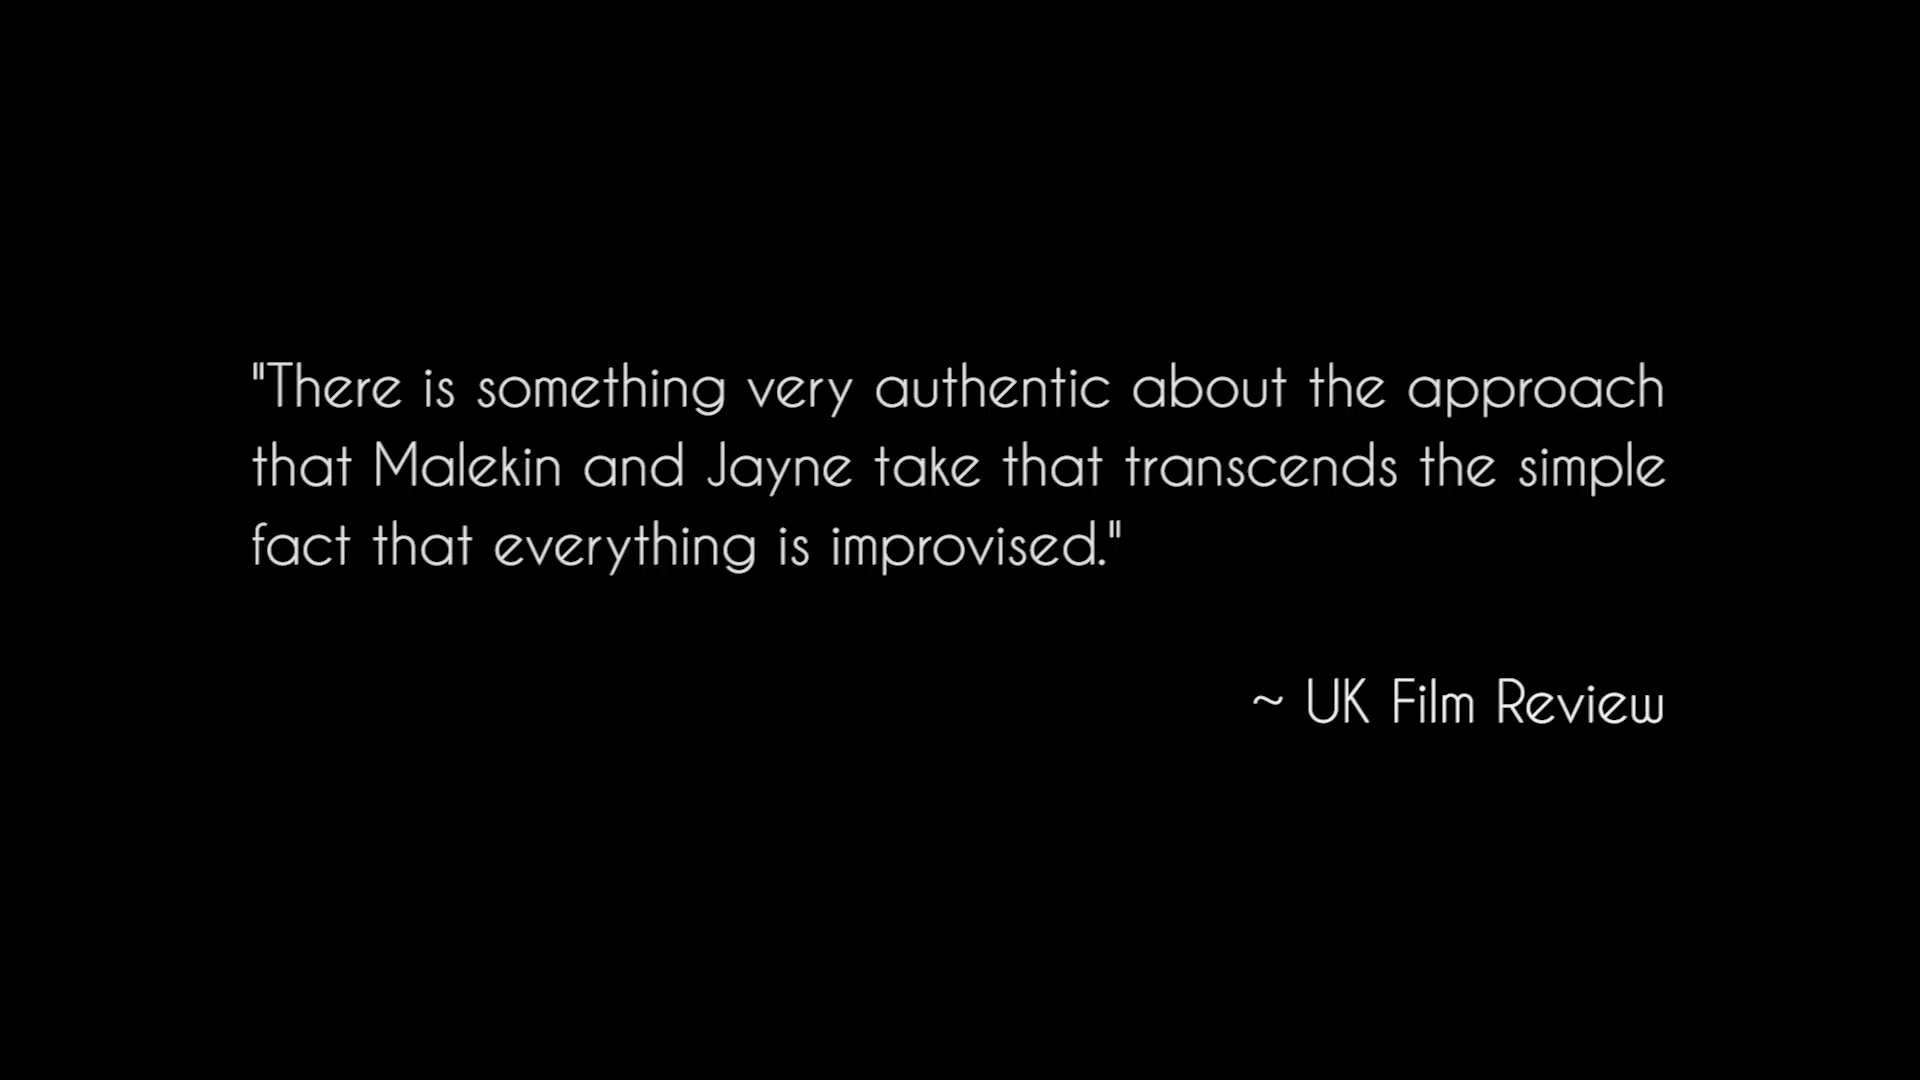 "There is something very authentic about the approach
that Malekin and Jayne take that transcends the simple
fact that everything is improvised."
~ UK Film Review